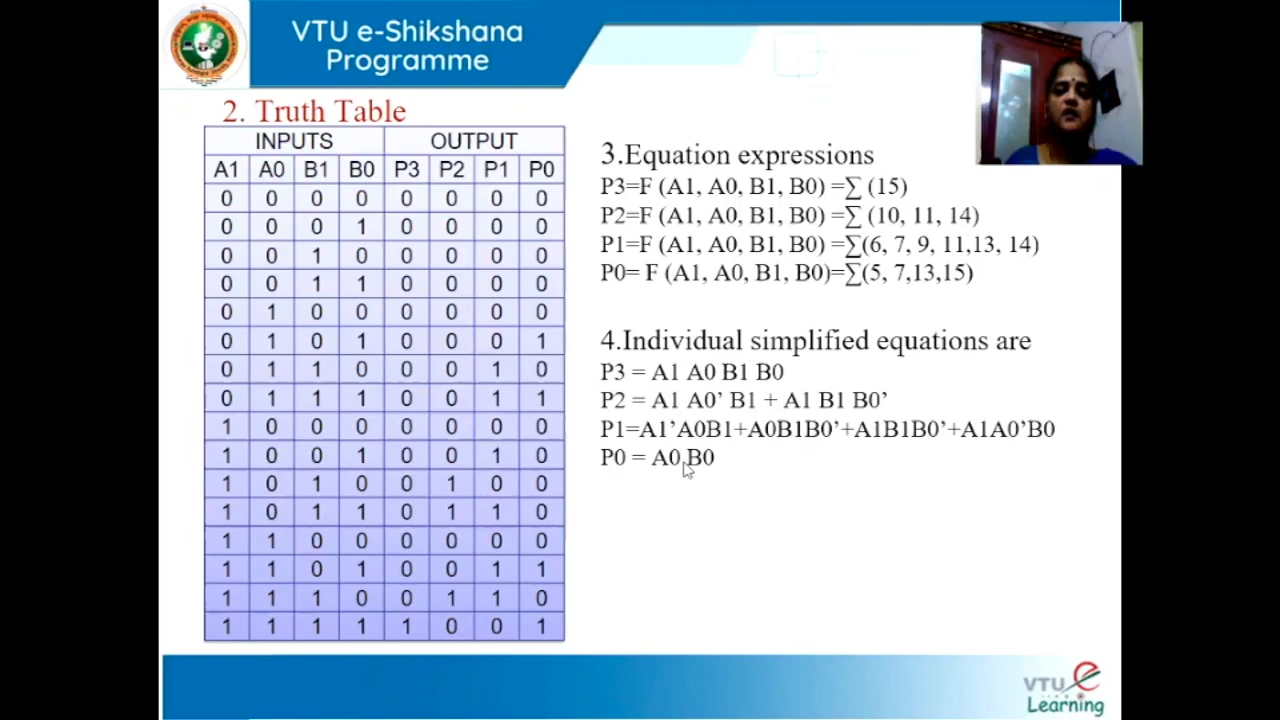 VTU e-Shikshana
Programme
2. Truth Table
INPUTS OUTPUT
A1 A0 B1 B0 P3 P2 P1 P0
0 0 0 0 0 0 0 0
0 0 0 1 0 0 0 0
0 0 1 0 0 0 0 0
0 0 1 1 0 0 0 0
0 1 0 0 0 0 0 0
0 1 0 1 0 0 0 1
0 1 1 0 0 0 1 0
0 1 1 1 0 0 1 1
1 0 0 0 0 0 0 0
1 0 0 1 0 0 1 0
1 0 1 0 0 1 0 0
1 0 1 1 0 1 1 0
1 1 0 0 0 0 0 0
1 1 0 1 0 0 1 1
1 1 1 0 0 1 1 0
1 1 1 1 1 0 0 1
3.Equation expressions
P3=F (A1, A0, B1, B0) =∑ (15)
P2=F (A1, A0, B1, B0) =∑ (10, 11, 14)
P1=F (A1, A0, B1, B0) =∑(6, 7, 9, 11,13, 14)
P0= F (A1, A0, B1, B0)=∑(5, 7,13,15)
4.Individual simplified equations are
P3 = A1 A0 B1 B0
P2 = A1 A0’ B1 + A1 B1 B0’
P1=A1’A0B1+A0B1B0’+A1B1B0’+A1A0’B0
P0 = A0 B0
VTU e
Learning